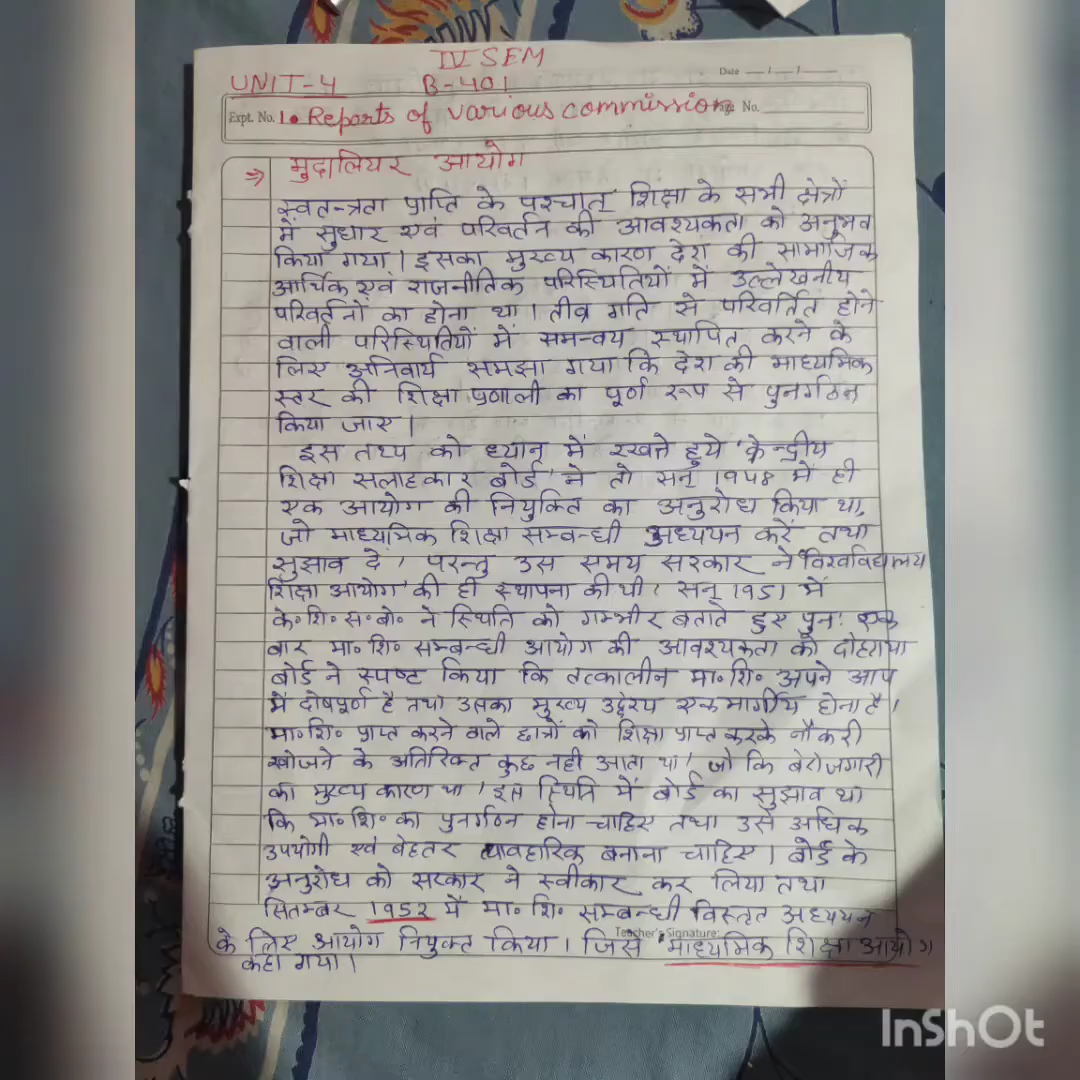 IV SEM
UNIT-4 B-401
Date __/__/__
Expt. No. 1. Reports of various commission Page No.
⇒ मुदालियर आयोग
स्वतन्त्रता प्राप्ति के पश्चात् शिक्षा के सभी क्षेत्रों
में सुधार एवं परिवर्तन की आवश्यकता को अनुभव
किया गया। इसका मुख्य कारण देश की सामाजिक
आर्थिक एवं राजनीतिक परिस्थितियों में उल्लेखनीय
परिवर्तनों का होना था। तीव्र गति से परिवर्तित होने
वाली परिस्थितियों में समन्वय स्थापित करने के
लिए अनिवार्य समझा गया कि देश की माध्यमिक
स्तर की शिक्षा प्रणाली का पूर्ण रूप से पुनर्गठन
किया जाए।
इस तथ्य को ध्यान में रखते हुये 'केन्द्रीय
शिक्षा सलाहकार बोर्ड' ने तो सन् 1948 में ही
एक आयोग की नियुक्ति का अनुरोध किया था,
जो माध्यमिक शिक्षा सम्बन्धी अध्ययन करें तथा
सुझाव दें, परन्तु उस समय सरकार ने 'विश्वविद्यालय
शिक्षा आयोग' की ही स्थापना की थी। सन् 1951 में
के॰ शि॰ स॰ बो॰ ने स्थिति को गम्भीर बताते हुए पुनः एक
बार मा॰ शि॰ सम्बन्धी आयोग की आवश्यकता को दोहराया
बोर्ड ने स्पष्ट किया कि तत्कालीन मा॰ शि॰ अपने आप
में दोषपूर्ण है तथा उसका मुख्य उद्देश्य एकमार्गीय होना है।
मा॰ शि॰ प्राप्त करने वाले छात्रों को शिक्षा प्राप्त करके नौकरी
खोजने के अतिरिक्त कुछ नही आता था। जो कि बेरोजगारी
का मुख्य कारण था। इस स्थिति में बोर्ड का सुझाव था
कि मा॰ शि॰ का पुनर्गठन होना चाहिए तथा उसे अधिक
उपयोगी एवं बेहतर व्यावहारिक बनाना चाहिए। बोर्ड के
अनुरोध को सरकार ने स्वीकार कर लिया तथा
सितम्बर 1952 में मा॰ शि॰ सम्बन्धी विस्तृत अध्ययन
Teacher's Signature:
के लिए आयोग नियुक्त किया। जिसे 'माध्यमिक शिक्षा आयोग
कहा गया।
InShOt